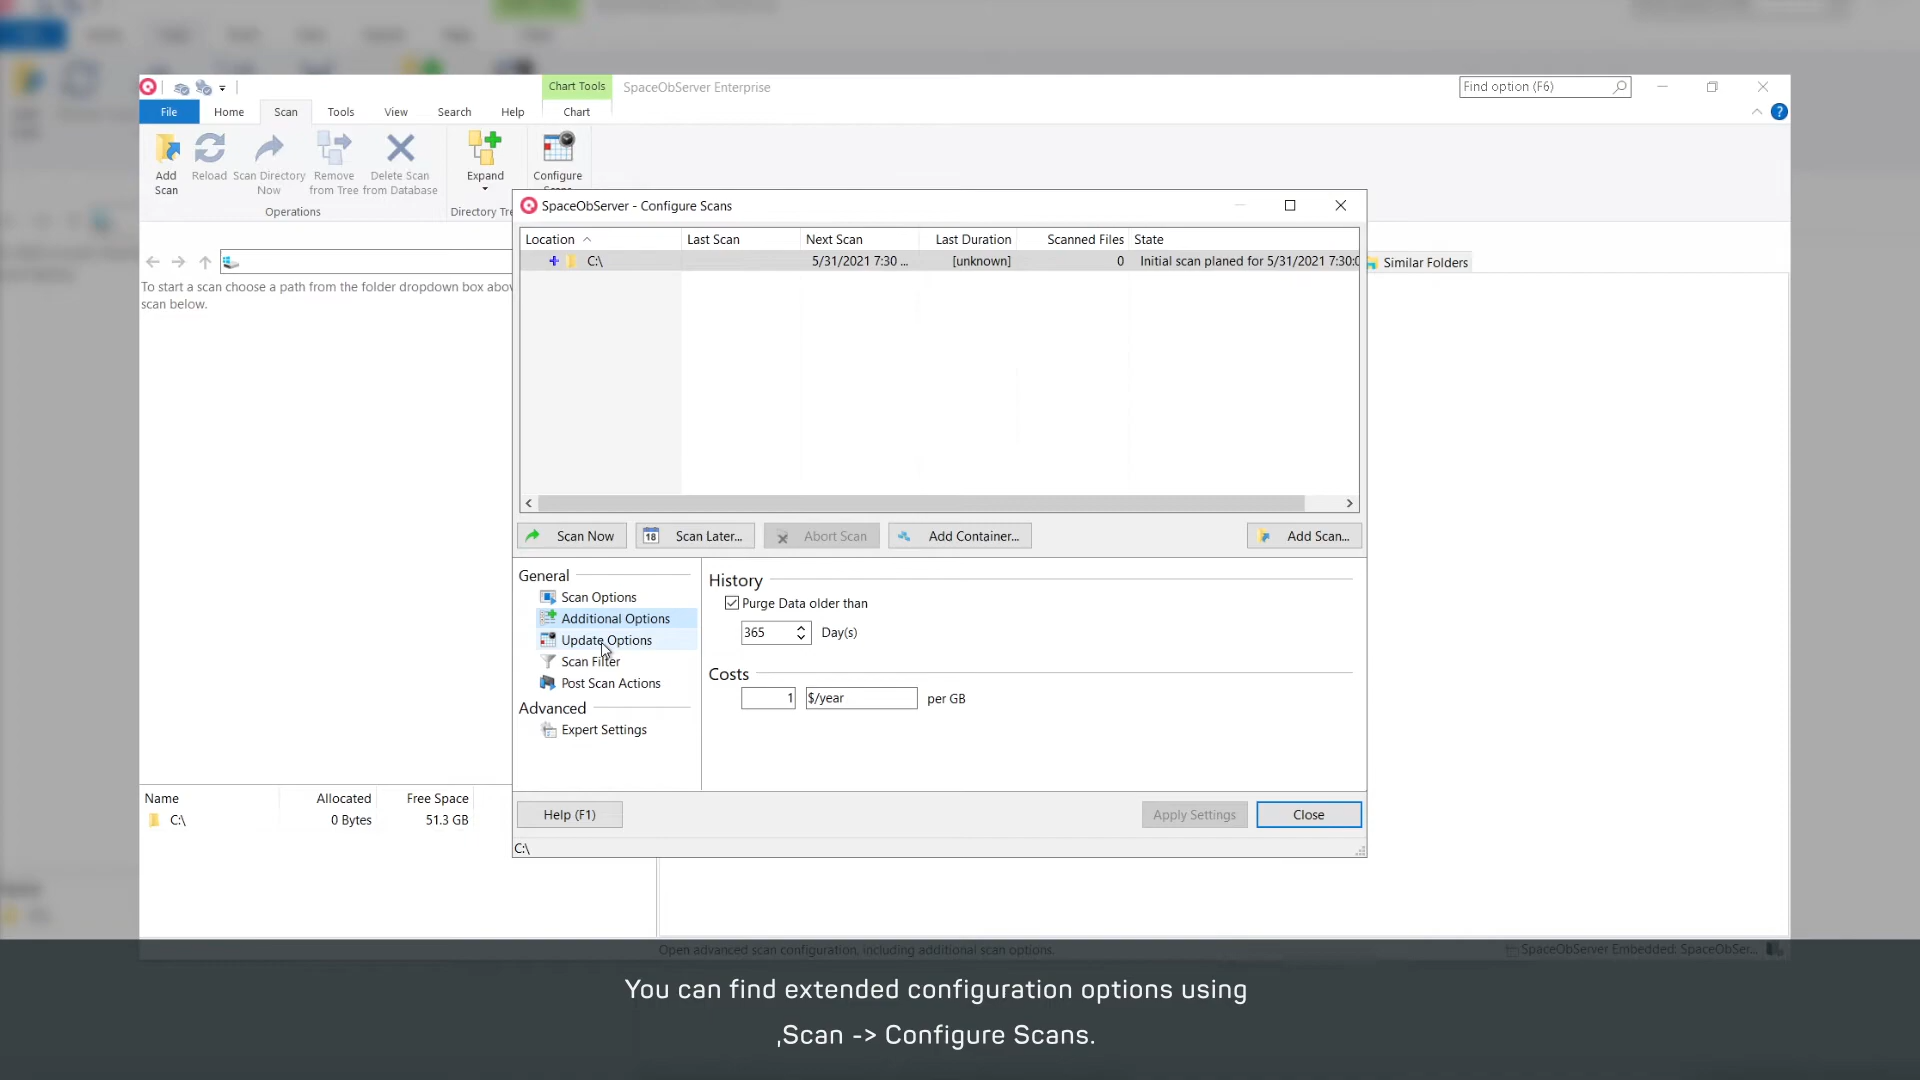 Chart Tools
SpaceObServer Enterprise
Find option (F6)
File
Home
Scan
Tools
View
Search
Help
Chart
Add
Scan
Reload
Scan Directory
Now
Remove
from Tree
Delete Scan
from Database
Expand
Configure
Operations
Directory Tre
SpaceObServer - Configure Scans
Location
Last Scan
Next Scan
Last Duration
Scanned Files
State
C:\
5/31/2021 7:30 ...
[unknown]
0
Initial scan planed for 5/31/2021 7:30:0
Similar Folders
To start a scan choose a path from the folder dropdown box abov
scan below.
Scan Now
18
Scan Later...
Abort Scan
Add Container...
Add Scan...
General
Scan Options
Additional Options
Update Options
Scan Filter
Post Scan Actions
Advanced
Expert Settings
History
Purge Data older than
365
Day(s)
Costs
1
$/year
per GB
Help (F1)
Apply Settings
Close
C:\
Name
Allocated
Free Space
C:\
0 Bytes
51.3 GB
Open advanced scan configuration, including additional scan options.
SpaceObServer Embedded: SpaceObSer...
You can find extended configuration options using
‚Scan -> Configure Scans.